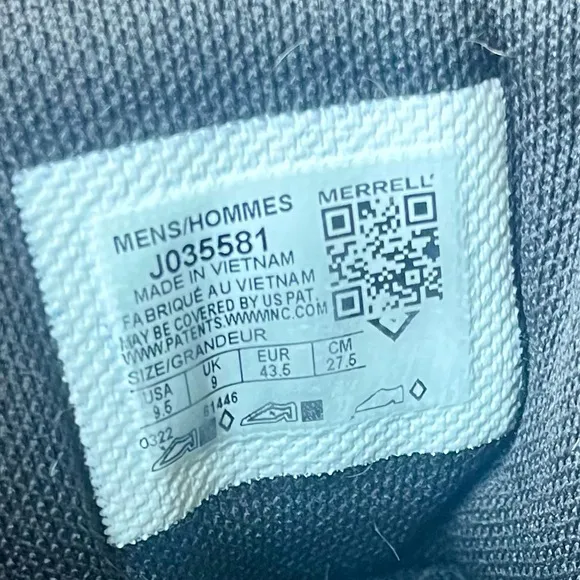 MENS/HOMMES
MERRELL
J035581
MADE IN VIETNAM
FABRIQUÉ AU VIETNAM
MAY BE COVERED BY US PAT.
WWW.PATENTS.WWWINC.COM
SIZE/GRANDEUR
USA UK EUR CM
9.5 9 43.5 27.5
0322 61446